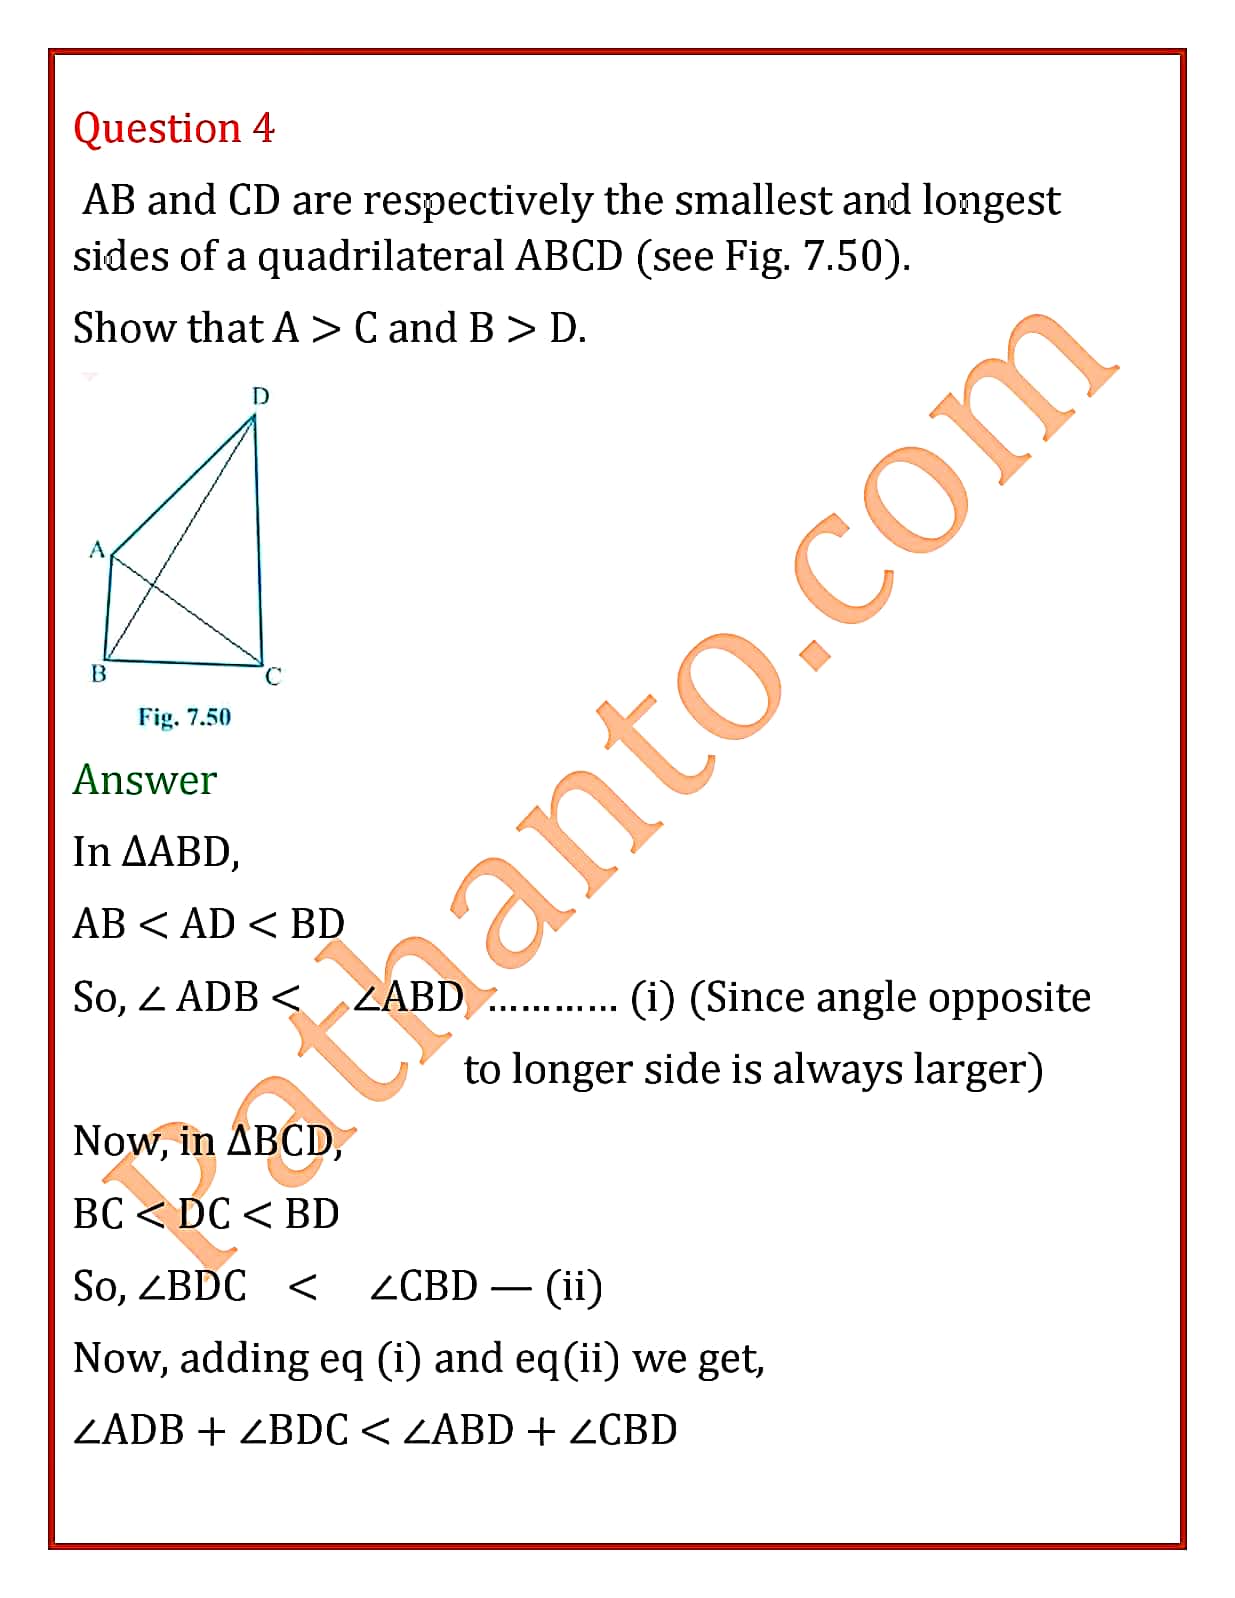 Question 4
AB and CD are respectively the smallest and longest
sides of a quadrilateral ABCD (see Fig. 7.50).
Show that A > C and B > D.
D
A
B
C
Fig. 7.50
Answer
In ΔABD,
AB < AD < BD
So, ∠ ADB < ∠ABD ………… (i) (Since angle opposite
to longer side is always larger)
Now, in ΔBCD,
BC < DC < BD
So, ∠BDC < ∠CBD — (ii)
Now, adding eq (i) and eq(ii) we get,
∠ADB + ∠BDC < ∠ABD + ∠CBD
Pathanto.com